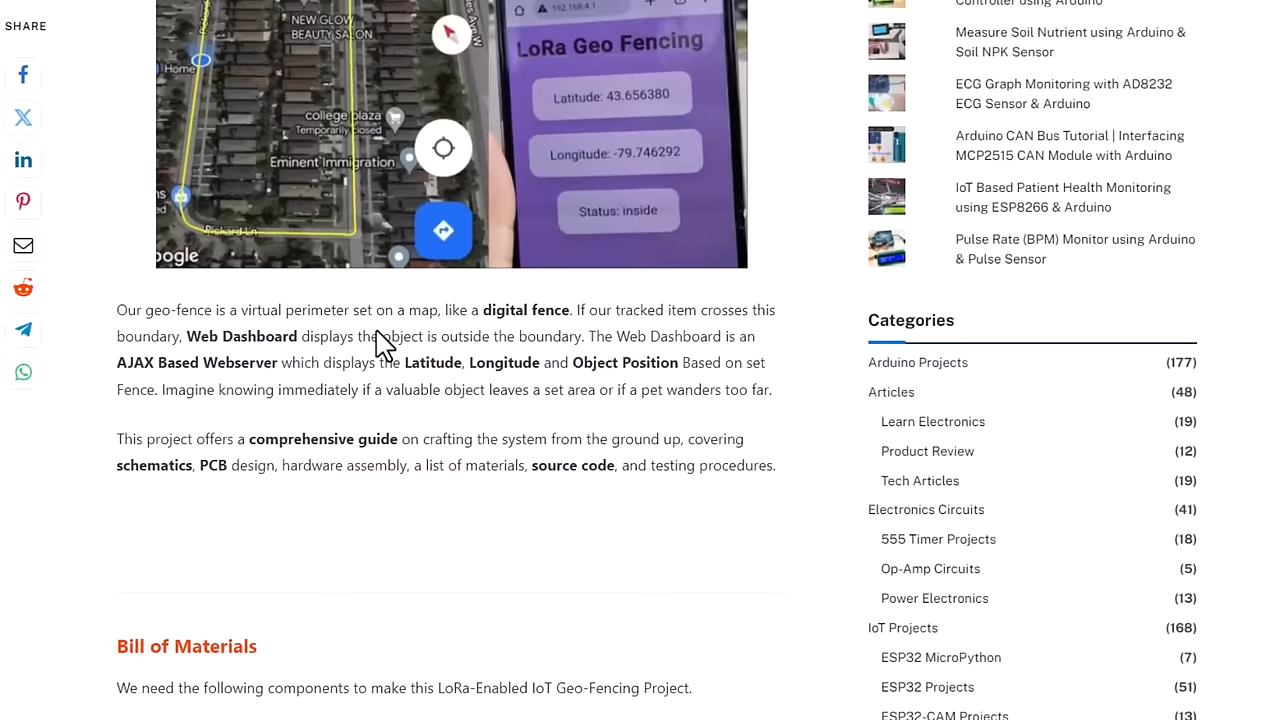 SHARE
NEW GLOW
BEAUTY SALON
Home
college plaza
Temporarily closed
Eminent Immigration
Pickard Ln
oogle
192.168.4.1
LoRa Geo Fencing
Latitude: 43.656380
Longitude: -79.746292
Status: inside
Our geo-fence is a virtual perimeter set on a map, like a digital fence. If our tracked item crosses this
boundary, Web Dashboard displays the object is outside the boundary. The Web Dashboard is an
AJAX Based Webserver which displays the Latitude, Longitude and Object Position Based on set
Fence. Imagine knowing immediately if a valuable object leaves a set area or if a pet wanders too far.
This project offers a comprehensive guide on crafting the system from the ground up, covering
schematics, PCB design, hardware assembly, a list of materials, source code, and testing procedures.
Bill of Materials
We need the following components to make this LoRa-Enabled IoT Geo-Fencing Project.
Controller using Arduino
Measure Soil Nutrient using Arduino &
Soil NPK Sensor
ECG Graph Monitoring with AD8232
ECG Sensor & Arduino
Arduino CAN Bus Tutorial | Interfacing
MCP2515 CAN Module with Arduino
IoT Based Patient Health Monitoring
using ESP8266 & Arduino
Pulse Rate (BPM) Monitor using Arduino
& Pulse Sensor
Categories
Arduino Projects (177)
Articles (48)
Learn Electronics (19)
Product Review (12)
Tech Articles (19)
Electronics Circuits (41)
555 Timer Projects (18)
Op-Amp Circuits (5)
Power Electronics (13)
IoT Projects (168)
ESP32 MicroPython (7)
ESP32 Projects (51)
ESP32-CAM Projects (13)